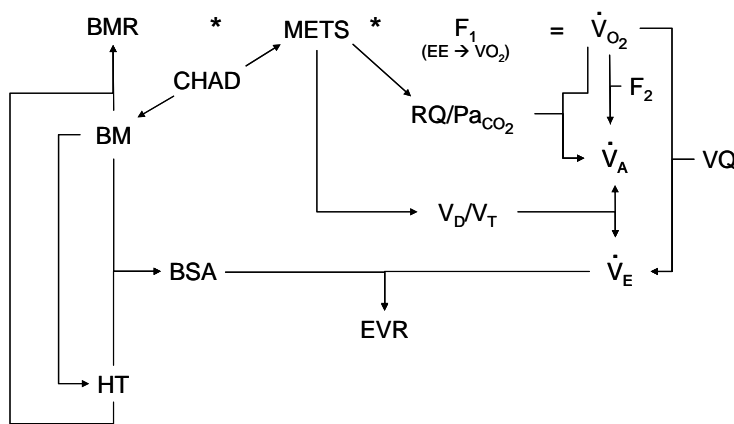 BMR * METS * F₁ = V̇O₂
(EE → VO₂)
CHAD
F₂
RQ/PaCO₂
BM
V̇A
VQ
VD/VT
BSA
V̇E
EVR
HT